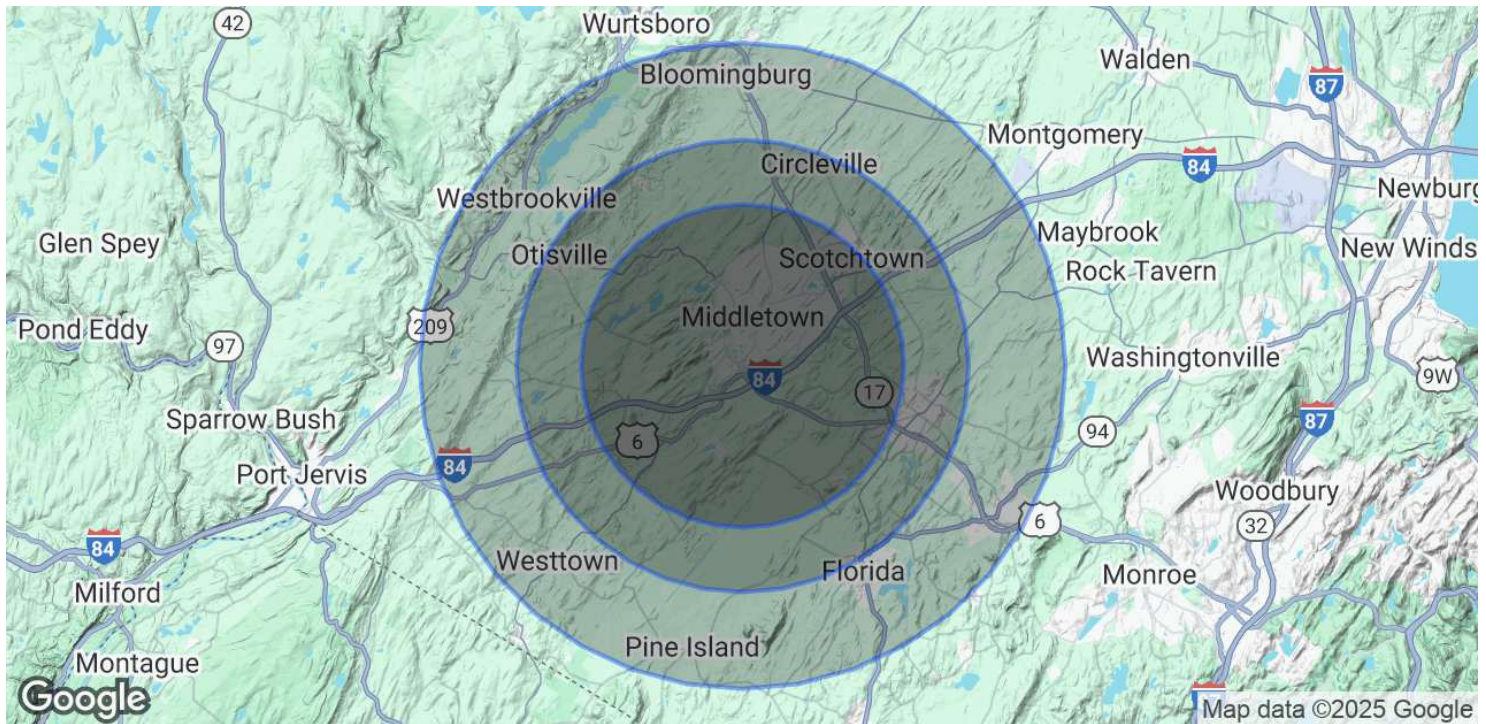 42
Wurtsboro
Walden
Bloomingburg
87
Montgomery
Circleville
84
Westbrookville
Newburg
Maybrook
Glen Spey
Otisville
Scotchtown
New Winds
Rock Tavern
Middletown
209
Pond Eddy
97
Washingtonville
84
17
9W
Sparrow Bush
87
94
6
84
Port Jervis
Woodbury
6
32
84
Westtown
Florida
Monroe
Milford
Pine Island
Montague
Google
Map data ©2025 Google